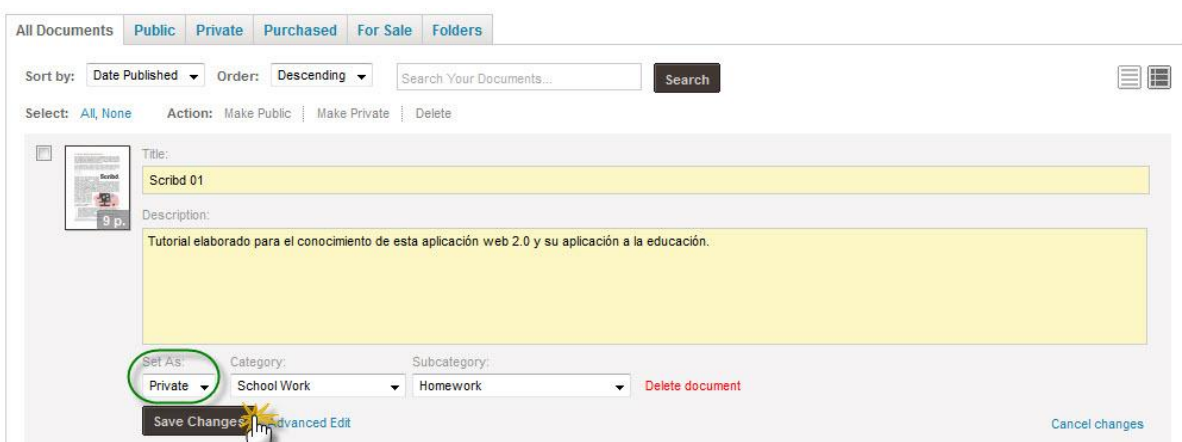 All Documents Public Private Purchased For Sale Folders
Sort by: Date Published Order: Descending Search Your Documents... Search
Select: All, None Action: Make Public Make Private Delete
Title:
Scribd
Scribd 01
9 p.
Description:
Tutorial elaborado para el conocimiento de esta aplicación web 2.0 y su aplicación a la educación.
Set As: Category: Subcategory:
Private School Work Homework Delete document
Save Changes Advanced Edit Cancel changes